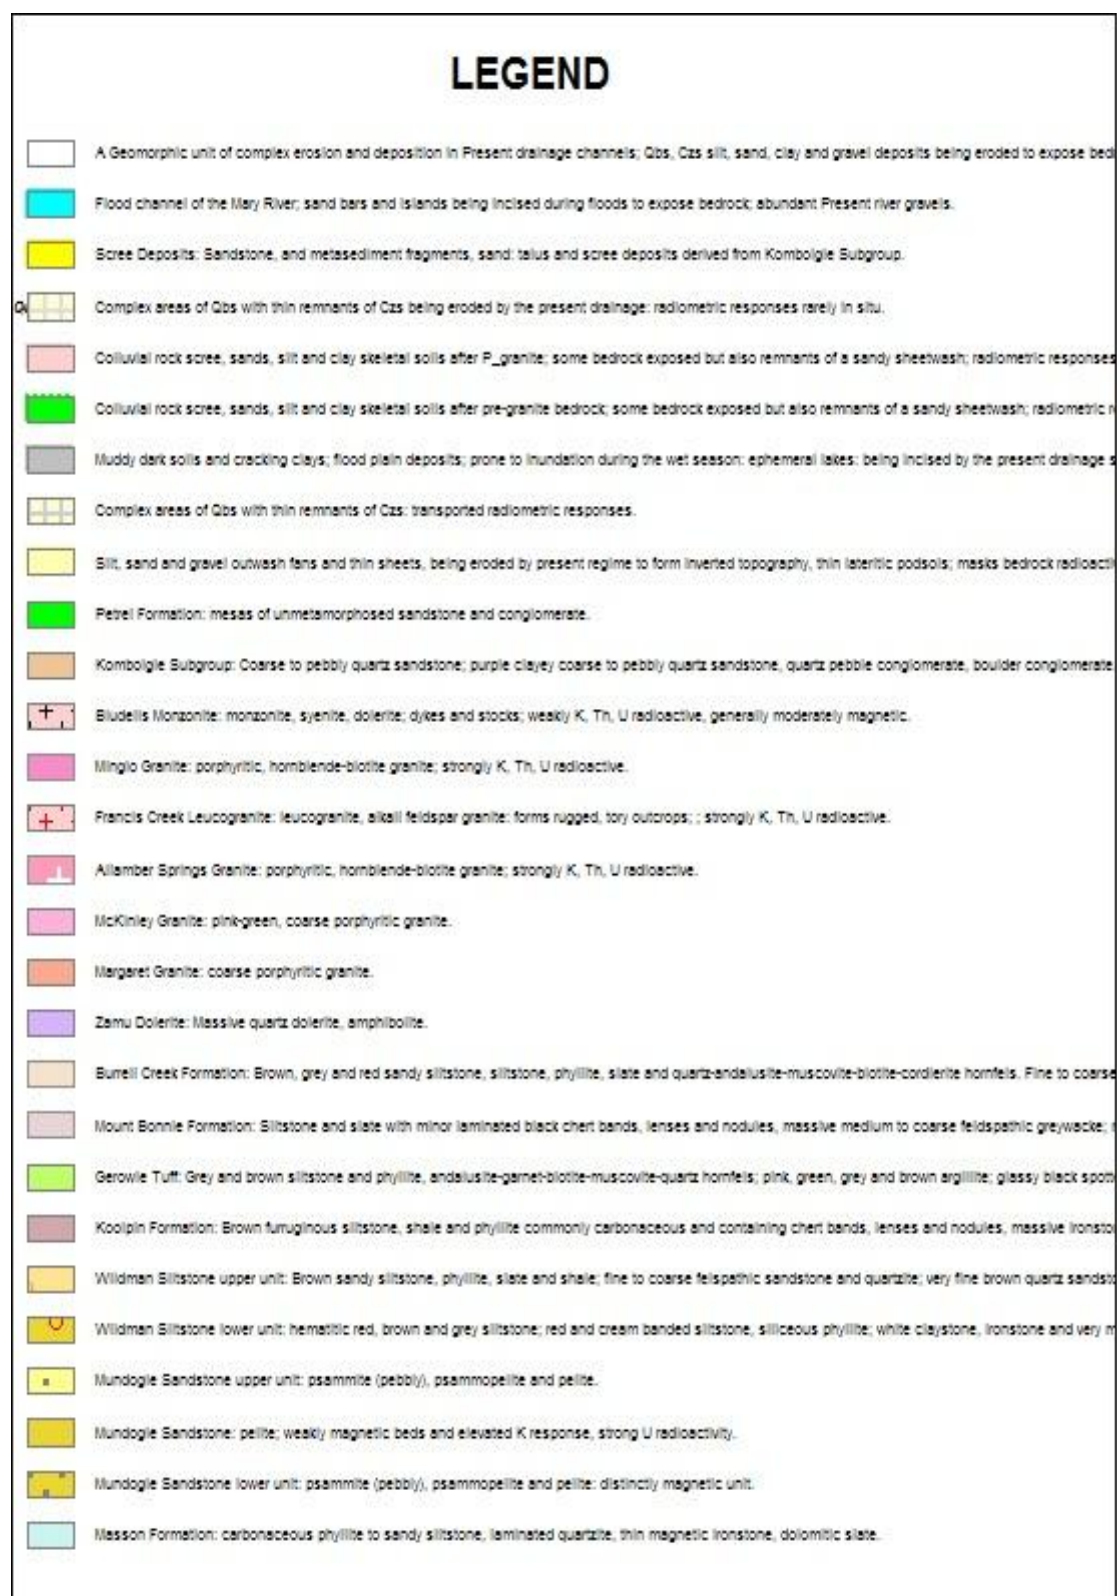 LEGEND
A Geomorphic unit of complex erosion and deposition in Present drainage channels; Qbs, Czs silt, sand, clay and gravel deposits being eroded to expose bed
Flood channel of the Mary River; sand bars and islands being incised during floods to expose bedrock; abundant Present river gravels.
Scree Deposits: Sandstone, and metasediment fragments, sand: talus and scree deposits derived from Kombolgie Subgroup.
Complex areas of Qbs with thin remnants of Czs being eroded by the present drainage: radiometric responses rarely in situ.
Colluvial rock scree, sands, silt and clay skeletal soils after P_granite; some bedrock exposed but also remnants of a sandy sheetwash; radiometric responses
Colluvial rock scree, sands, silt and clay skeletal soils after pre-granite bedrock; some bedrock exposed but also remnants of a sandy sheetwash; radiometric
Muddy dark soils and cracking clays; flood plain deposits; prone to inundation during the wet season: ephemeral lakes: being incised by the present drainage s
Complex areas of Qbs with thin remnants of Czs: transported radiometric responses.
Silt, sand and gravel outwash fans and thin sheets, being eroded by present regime to form inverted topography, thin lateritic podsols; masks bedrock radioacti
Petrel Formation: mesas of unmetamorphosed sandstone and conglomerate.
Kombolgie Subgroup: Coarse to pebbly quartz sandstone; purple clayey coarse to pebbly quartz sandstone, quartz pebble conglomerate, boulder conglomerate
Bludells Monzonite: monzonite, syenite, dolerite; dykes and stocks; weakly K, Th, U radioactive, generally moderately magnetic.
Minglo Granite: porphyritic, hornblende-biotite granite; strongly K, Th, U radioactive.
Francis Creek Leucogranite: leucogranite, alkali feldspar granite: forms rugged, tory outcrops; ; strongly K, Th, U radioactive.
Allamber Springs Granite: porphyritic, hornblende-biotite granite; strongly K, Th, U radioactive.
McKinley Granite: pink-green, coarse porphyritic granite.
Margaret Granite: coarse porphyritic granite.
Zamu Dolerite: Massive quartz dolerite, amphibolite.
Burrell Creek Formation: Brown, grey and red sandy siltstone, siltstone, phyllite, slate and quartz-andalusite-muscovite-biotite-cordierite hornfels. Fine to coarse
Mount Bonnie Formation: Siltstone and slate with minor laminated black chert bands, lenses and nodules, massive medium to coarse feldspathic greywacke;
Gerowie Tuff: Grey and brown siltstone and phyllite, andalusite-garnet-biotite-muscovite-quartz hornfels; pink, green, grey and brown argillite; glassy black spott
Koolpin Formation: Brown furruginous siltstone, shale and phyllite commonly carbonaceous and containing chert bands, lenses and nodules, massive ironsto
Wildman Siltstone upper unit: Brown sandy siltstone, phyllite, slate and shale; fine to coarse felspathic sandstone and quartzite; very fine brown quartz sandsto
Wildman Siltstone lower unit: hematitic red, brown and grey siltstone; red and cream banded siltstone, siliceous phyllite; white claystone, ironstone and very m
Mundogie Sandstone upper unit: psammite (pebbly), psammopelite and pelite.
Mundogie Sandstone: pelite; weakly magnetic beds and elevated K response, strong U radioactivity.
Mundogie Sandstone lower unit: psammite (pebbly), psammopelite and pelite: distinctly magnetic unit.
Masson Formation: carbonaceous phyllite to sandy siltstone, laminated quartzite, thin magnetic ironstone, dolomitic slate.